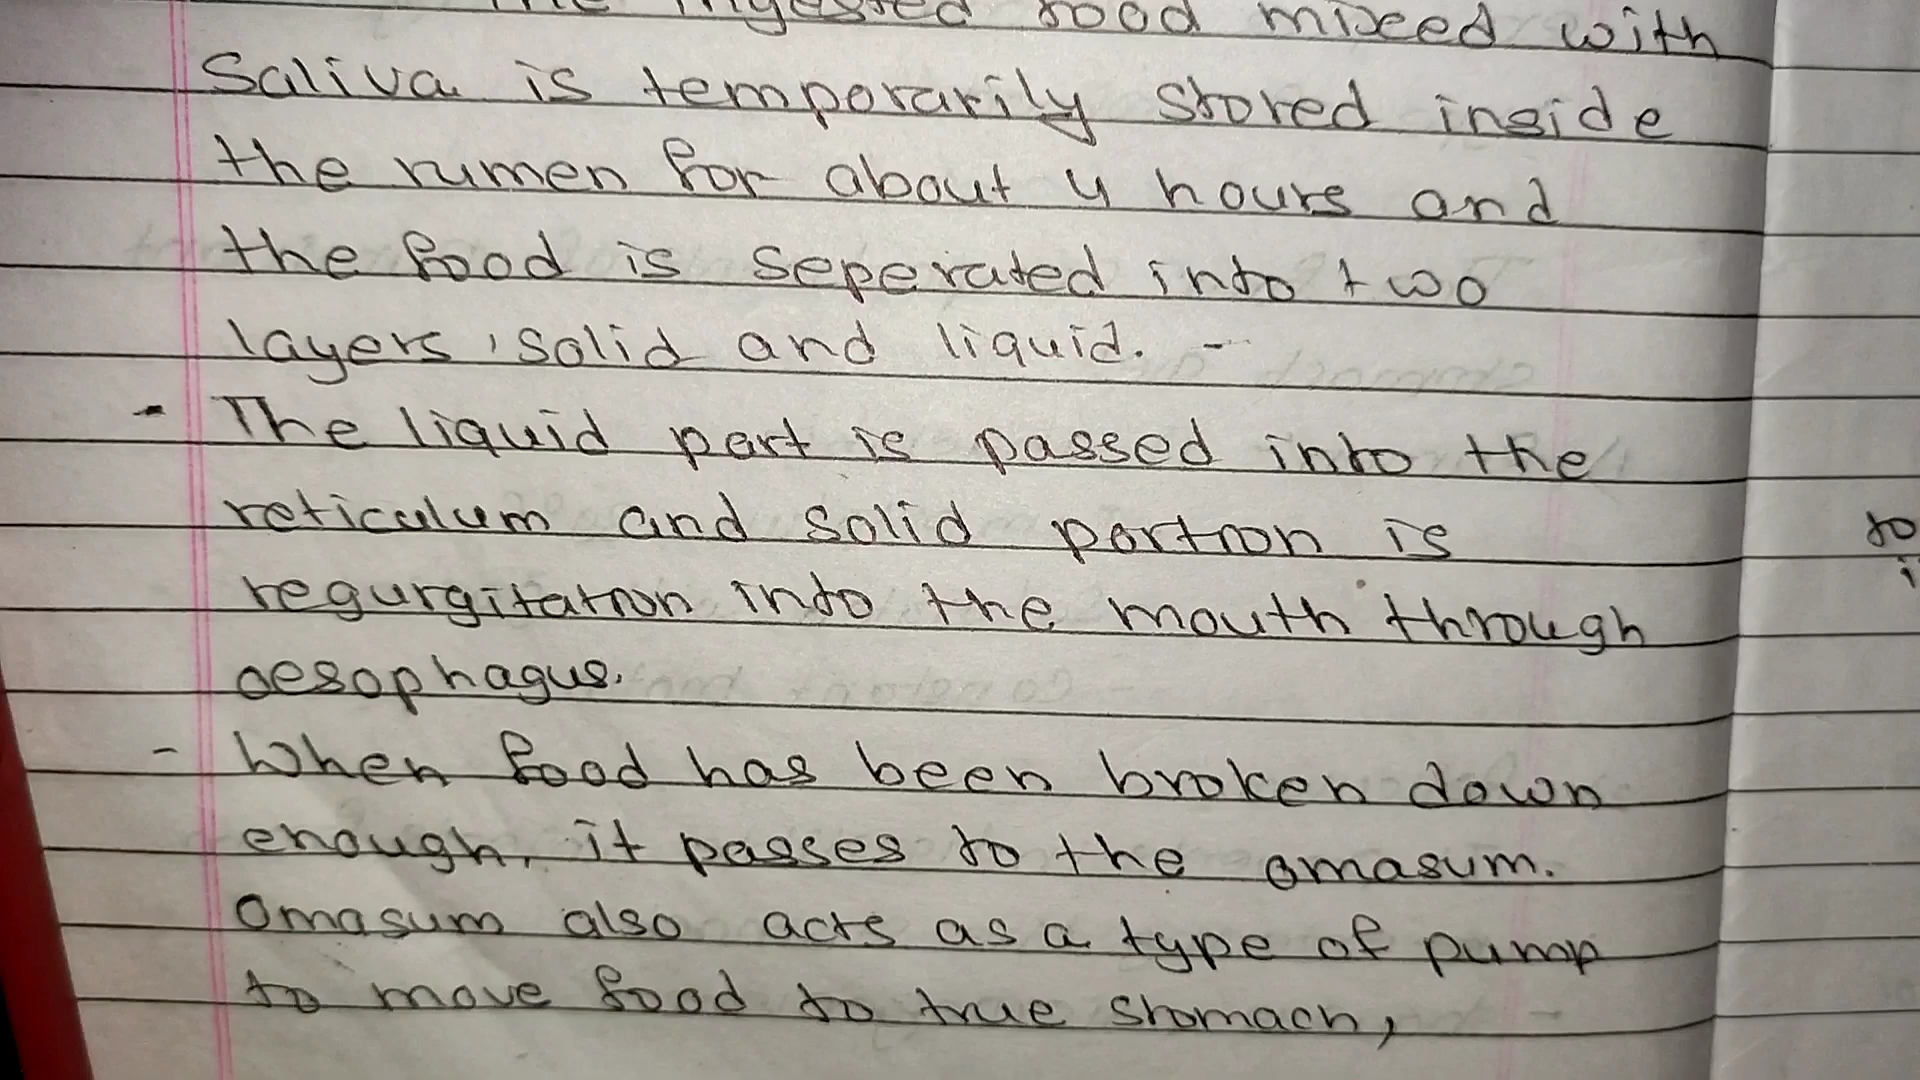 The ingested food mixed with
Saliva is temporarily stored inside
the rumen for about 4 hours and
the food is seperated into two
layers, solid and liquid. -
- The liquid part is passed into the
reticulum and solid portion is
regurgitation into the mouth through
oesophagus.
- When food has been broken down
enough, it passes to the omasum.
Omasum also acts as a type of pump
to move food to true stomach,
to